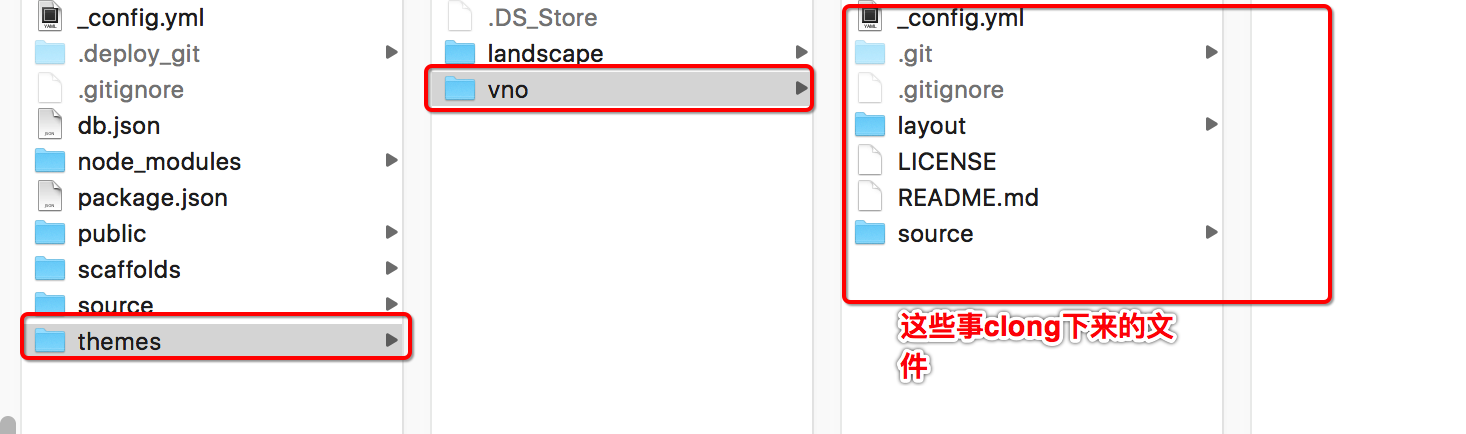 _config.yml
.deploy_git
.gitignore
db.json
node_modules
package.json
public
scaffolds
source
themes
.DS_Store
landscape
vno
_config.yml
.git
.gitignore
layout
LICENSE
README.md
source
这些事clong下来的文
件